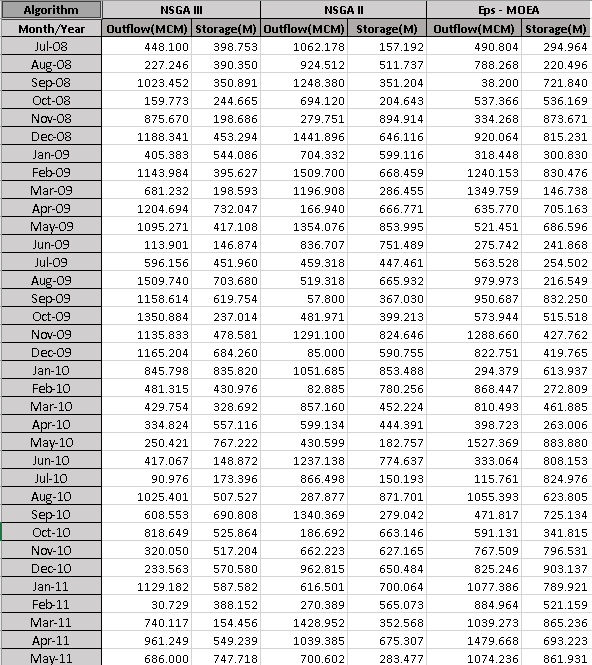 Algorithm NSGA III NSGA II Eps - MOEA
Month/Year Outflow(MCM) Storage(M) Outflow(MCM) Storage(M) Outflow(MCM) Storage(M)
Jul-08 448.100 398.753 1062.178 157.192 490.804 294.964
Aug-08 227.246 390.350 924.512 511.737 788.268 220.496
Sep-08 1023.452 350.891 1248.380 351.204 38.200 721.840
Oct-08 159.773 244.665 694.120 204.643 537.366 536.169
Nov-08 875.670 198.686 279.751 894.914 334.268 873.671
Dec-08 1188.341 453.294 1441.896 646.116 920.064 815.231
Jan-09 405.383 544.086 704.332 599.116 318.448 300.830
Feb-09 1143.984 395.627 1509.700 668.459 1240.153 830.476
Mar-09 681.232 198.593 1196.908 286.455 1349.759 146.738
Apr-09 1204.694 732.047 166.940 666.771 635.770 705.163
May-09 1095.271 417.108 1354.076 853.995 521.451 686.596
Jun-09 113.901 146.874 836.707 751.489 275.742 241.868
Jul-09 596.156 451.960 459.318 447.461 563.528 254.502
Aug-09 1509.740 703.680 519.318 665.932 979.973 216.549
Sep-09 1158.614 619.754 57.800 367.030 950.687 832.250
Oct-09 1350.884 237.014 481.971 399.213 573.944 515.518
Nov-09 1135.833 478.581 1291.100 824.646 1288.660 427.762
Dec-09 1165.204 684.260 85.000 590.755 822.751 419.765
Jan-10 845.798 835.820 1051.685 853.488 294.379 613.937
Feb-10 481.315 430.976 82.885 780.256 868.447 272.809
Mar-10 429.754 328.692 857.160 452.224 810.493 461.885
Apr-10 334.824 557.116 599.134 444.391 398.723 263.006
May-10 250.421 767.222 430.599 182.757 1527.369 883.880
Jun-10 417.067 148.872 1237.138 774.637 333.064 808.153
Jul-10 90.976 173.396 866.498 150.193 115.761 824.976
Aug-10 1025.401 507.527 287.877 871.701 1055.393 623.805
Sep-10 608.553 690.808 1340.369 279.042 471.817 725.134
Oct-10 818.649 525.864 186.692 663.146 591.131 341.815
Nov-10 320.050 517.204 662.223 627.165 767.509 796.531
Dec-10 233.563 570.580 962.815 650.484 825.246 903.137
Jan-11 1129.182 587.582 616.501 700.064 1077.386 789.921
Feb-11 30.729 388.152 270.389 565.073 884.964 521.159
Mar-11 740.117 154.456 1428.952 352.568 1039.273 865.236
Apr-11 961.249 549.239 1039.385 675.307 1479.668 693.223
May-11 686.000 747.718 700.602 283.477 1074.236 861.931